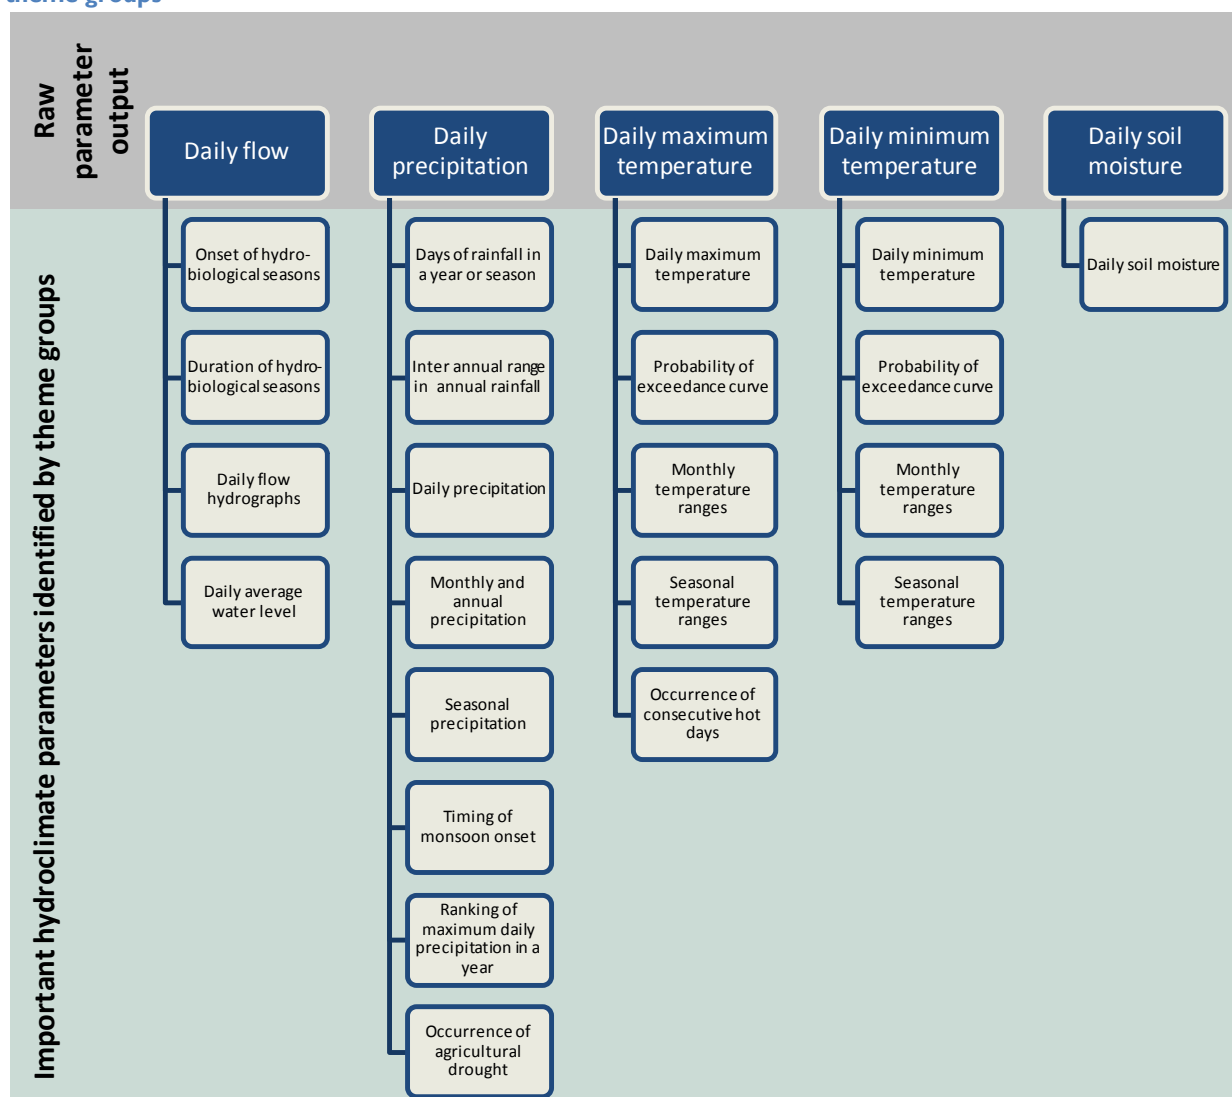 theme groups
Raw
parameter
output
Daily flow
Daily
precipitation
Daily maximum
temperature
Daily minimum
temperature
Daily soil
moisture
Important hydroclimate parameters identified by theme groups
Onset of hydro-
biological seasons
Duration of hydro-
biological seasons
Daily flow
hydrographs
Daily average
water level
Days of rainfall in
a year or season
Inter annual range
in annual rainfall
Daily precipitation
Monthly and
annual
precipitation
Seasonal
precipitation
Timing of
monsoon onset
Ranking of
maximum daily
precipitation in a
year
Occurrence of
agricultural
drought
Daily maximum
temperature
Probability of
exceedance curve
Monthly
temperature
ranges
Seasonal
temperature
ranges
Occurrence of
consecutive hot
days
Daily minimum
temperature
Probability of
exceedance curve
Monthly
temperature
ranges
Seasonal
temperature
ranges
Daily soil moisture